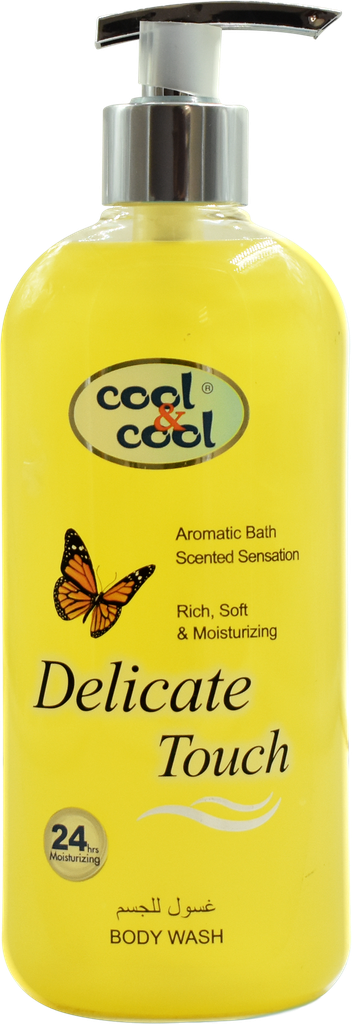 cool ®
&
cool
Aromatic Bath
Scented Sensation
Rich, Soft
& Moisturizing
Delicate
Touch
24hrs
Moisturizing
غسول للجسم
BODY WASH